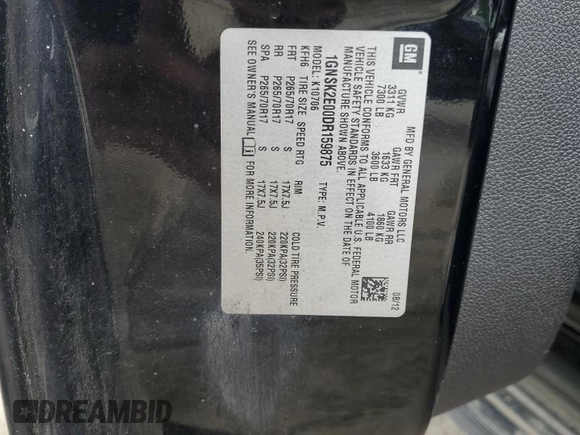 GM
MFD BY GENERAL MOTORS LLC
08/12
GVWR GAWR FRT GAWR RR
3311 KG 1633 KG 1860 KG
7300 LB 3600 LB 4100 LB
THIS VEHICLE CONFORMS TO ALL APPLICABLE U.S. FEDERAL MOTOR
VEHICLE SAFETY STANDARDS IN EFFECT ON THE DATE OF
MANUFACTURE SHOWN ABOVE.
1GNSK2E00DR159875 TYPE: M.P.V.
MODEL: K10706
KFH6 TIRE SIZE SPEED RTG RIM COLD TIRE PRESSURE
FRT P265/70R17 S 17X7.5J 220KPA(32PSI)
RR P265/70R17 S 17X7.5J 220KPA(32PSI)
SPA P265/70R17 S 17X7.5J 240KPA(35PSI)
SEE OWNER'S MANUAL FOR MORE INFORMATION.
DREAMBID